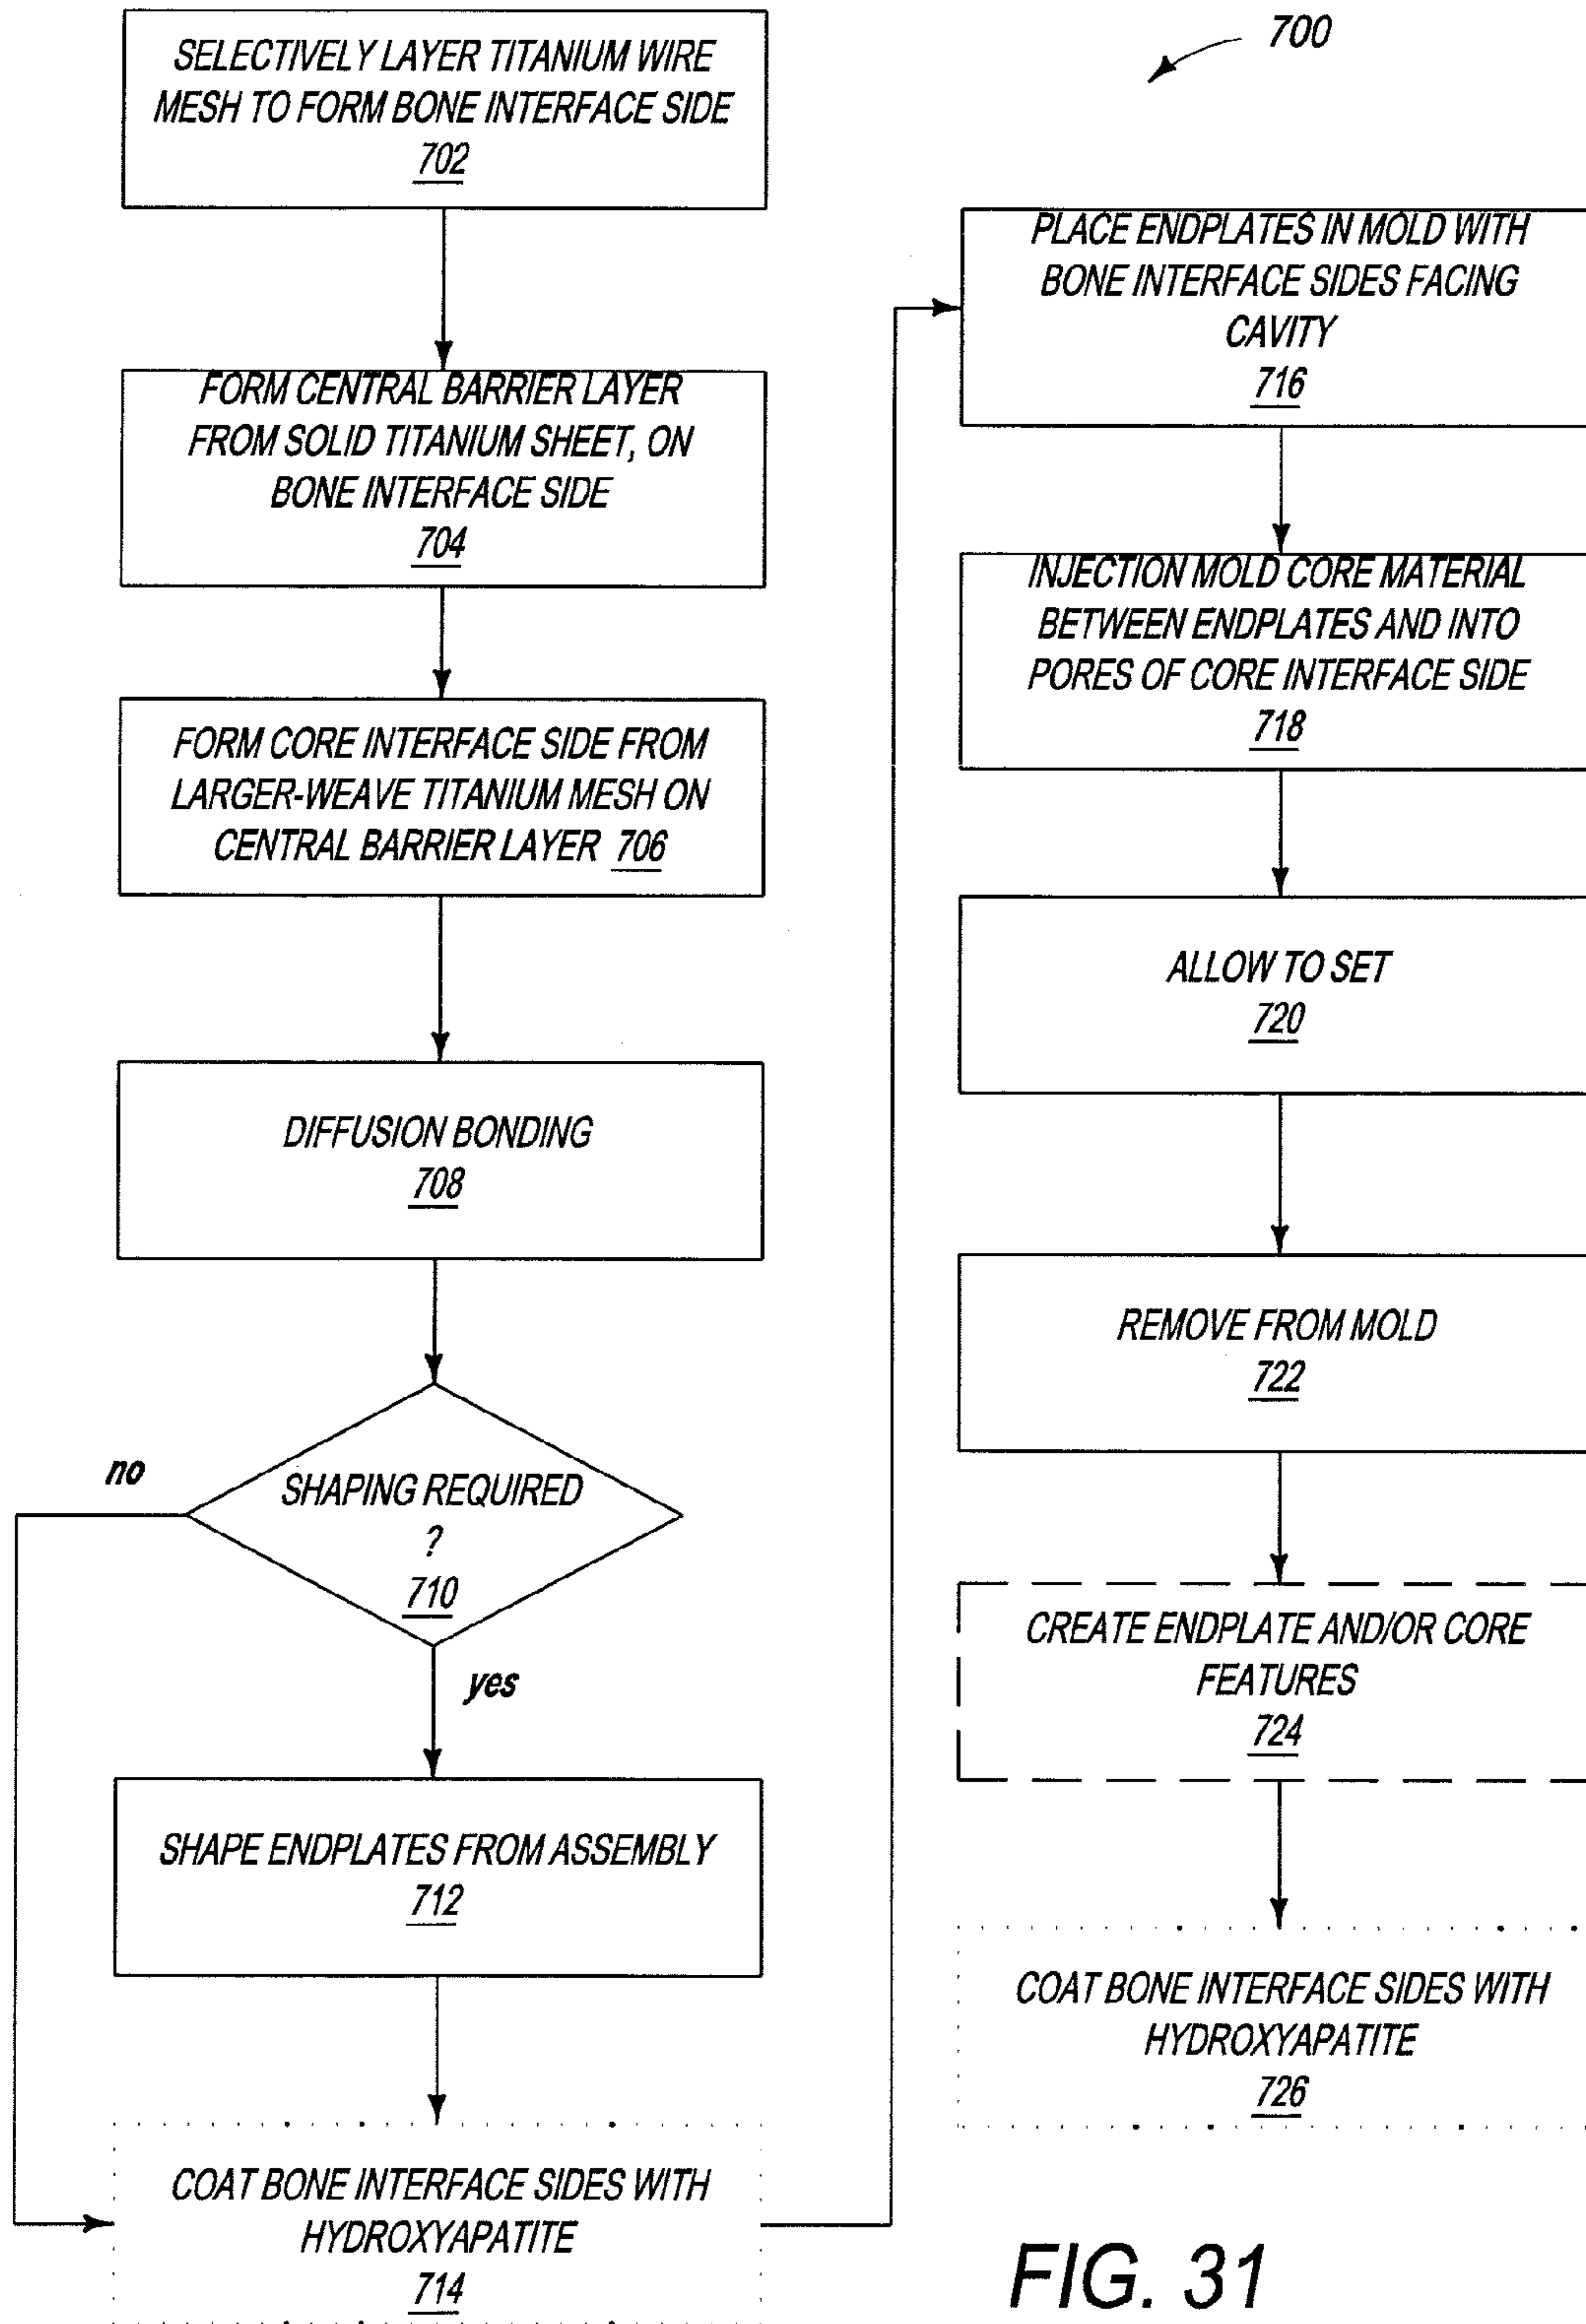 SELECTIVELY LAYER TITANIUM WIRE
MESH TO FORM BONE INTERFACE SIDE
702
FORM CENTRAL BARRIER LAYER
FROM SOLID TITANIUM SHEET, ON
BONE INTERFACE SIDE
704
FORM CORE INTERFACE SIDE FROM
LARGER-WEAVE TITANIUM MESH ON
CENTRAL BARRIER LAYER 706
DIFFUSION BONDING
708
no
SHAPING REQUIRED
?
710
yes
SHAPE ENDPLATES FROM ASSEMBLY
712
COAT BONE INTERFACE SIDES WITH
HYDROXYAPATITE
714
700
PLACE ENDPLATES IN MOLD WITH
BONE INTERFACE SIDES FACING
CAVITY
716
INJECTION MOLD CORE MATERIAL
BETWEEN ENDPLATES AND INTO
PORES OF CORE INTERFACE SIDE
718
ALLOW TO SET
720
REMOVE FROM MOLD
722
CREATE ENDPLATE AND/OR CORE
FEATURES
724
COAT BONE INTERFACE SIDES WITH
HYDROXYAPATITE
726
FIG. 31